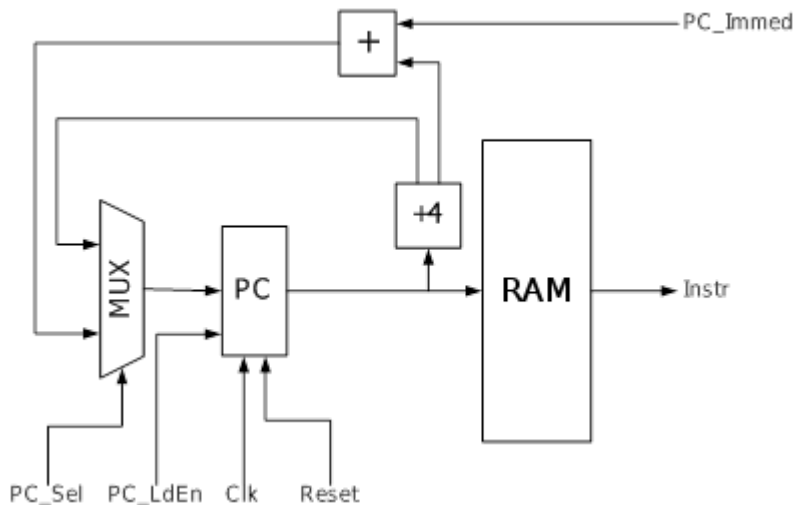 PC_Immed
+
+4
MUX
PC
RAM
Instr
PC_Sel
PC_LdEn
Clk
Reset